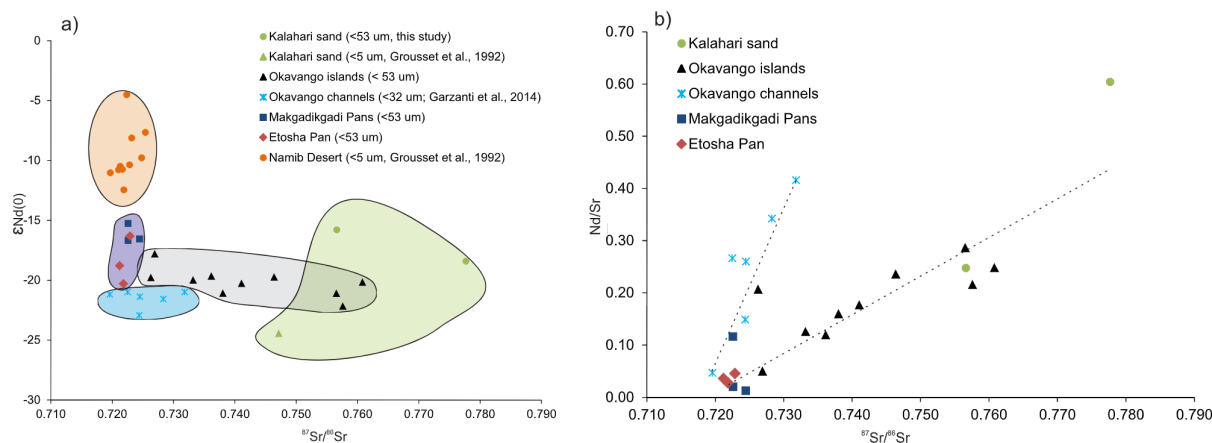 a)
Kalahari sand (<53 um, this study)
Kalahari sand (<5 um, Grousset et al., 1992)
Okavango islands (< 53 um)
Okavango channels (<32 um; Garzanti et al., 2014)
Makgadikgadi Pans (<53 um)
Etosha Pan (<53 um)
Namib Desert (<5 um, Grousset et al., 1992)
0
-5
-10
-15
-20
-25
-30
εNd(0)
0.710 0.720 0.730 0.740 0.750 0.760 0.770 0.780 0.790
⁸⁷Sr/⁸⁶Sr
b)
Kalahari sand
Okavango islands
Okavango channels
Makgadikgadi Pans
Etosha Pan
0.70
0.60
0.50
0.40
0.30
0.20
0.10
0.00
Nd/Sr
0.710 0.720 0.730 0.740 0.750 0.760 0.770 0.780 0.790
⁸⁷Sr/⁸⁶Sr